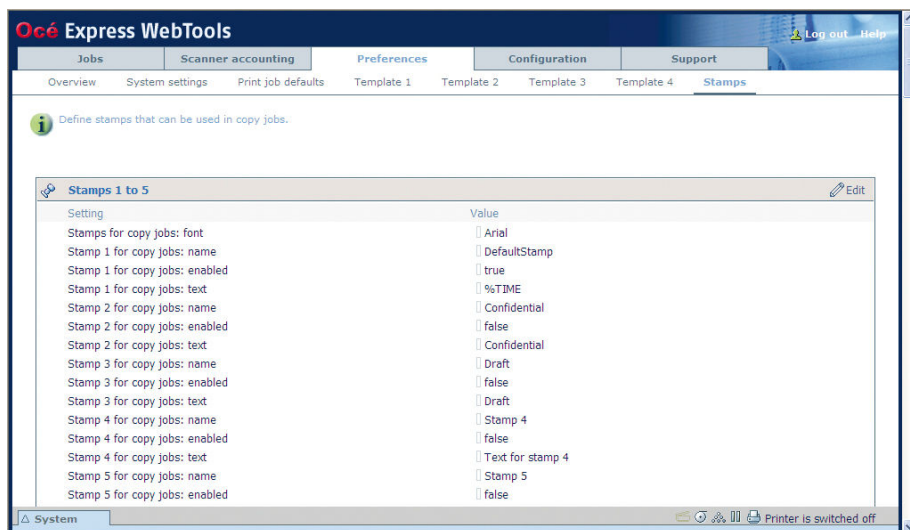 Océ Express WebTools
Log out Help
Jobs Scanner accounting Preferences Configuration Support
Overview System settings Print job defaults Template 1 Template 2 Template 3 Template 4 Stamps
Define stamps that can be used in copy jobs.
Stamps 1 to 5 Edit
Setting Value
Stamps for copy jobs: font Arial
Stamp 1 for copy jobs: name DefaultStamp
Stamp 1 for copy jobs: enabled true
Stamp 1 for copy jobs: text %TIME
Stamp 2 for copy jobs: name Confidential
Stamp 2 for copy jobs: enabled false
Stamp 2 for copy jobs: text Confidential
Stamp 3 for copy jobs: name Draft
Stamp 3 for copy jobs: enabled false
Stamp 3 for copy jobs: text Draft
Stamp 4 for copy jobs: name Stamp 4
Stamp 4 for copy jobs: enabled false
Stamp 4 for copy jobs: text Text for stamp 4
Stamp 5 for copy jobs: name Stamp 5
Stamp 5 for copy jobs: enabled false
System Printer is switched off